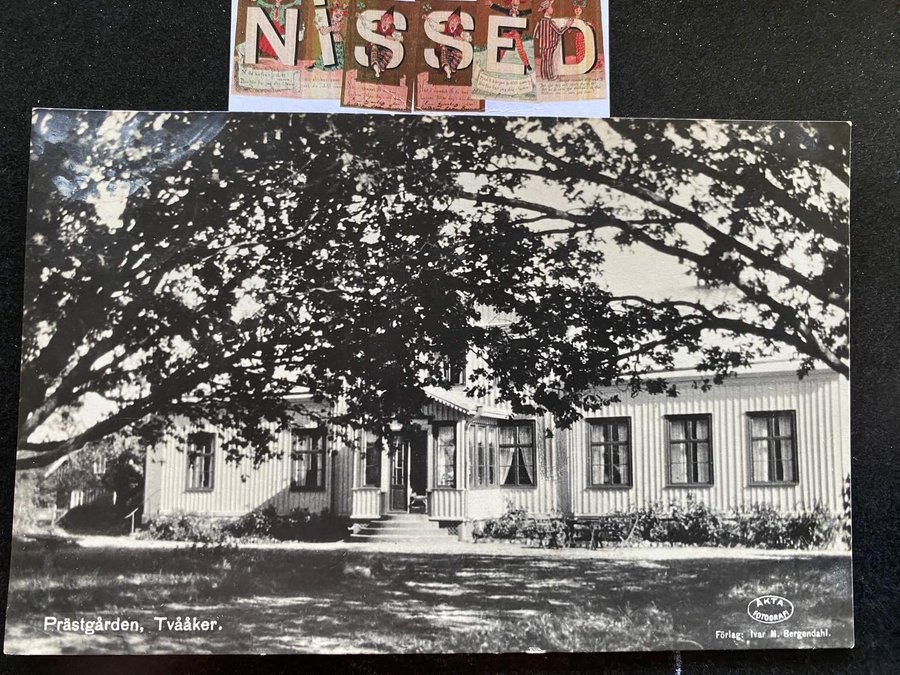 NISSED
Prästgården, Tvååker.
ÄKTA
FOTOGRAFI
Förlag: Ivar M. Bergendahl.